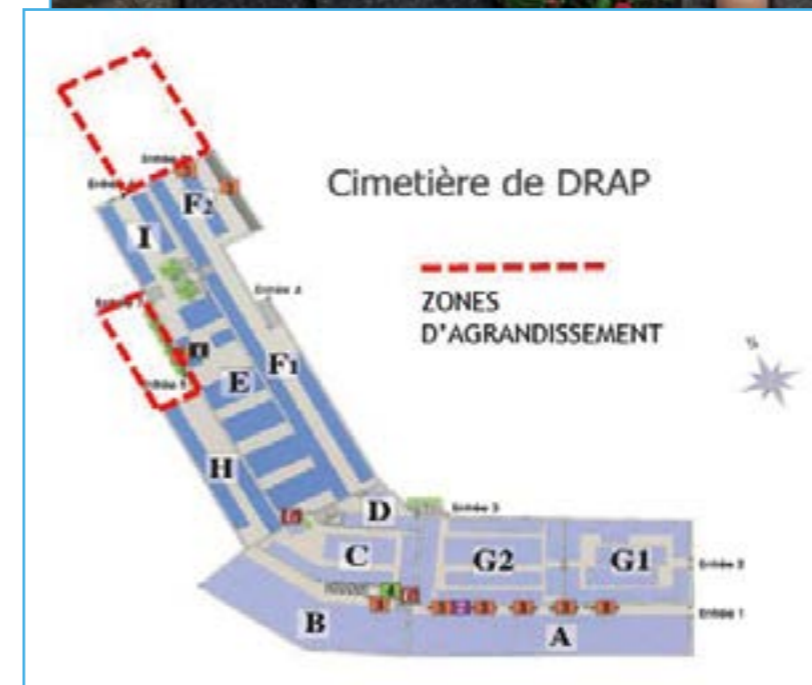 Cimetière de DRAP
ZONES
D'AGRANDISSEMENT
S
F2
I
Entrée 4
F1
E
H
D
Entrée 3
C
G2
G1
Entrée 2
B
A
Entrée 1